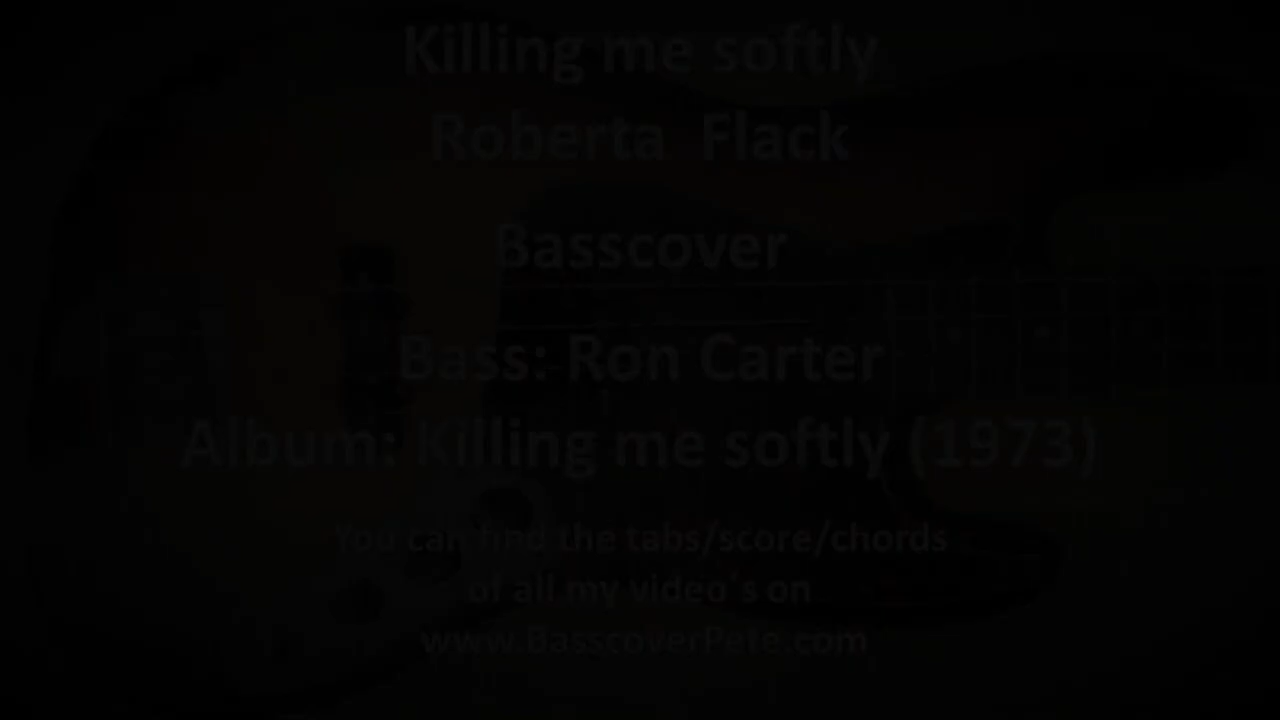 Killing me softly
Roberta Flack
Basscover
Bass: Ron Carter
Album: Killing me softly (1973)
You can find the tabs/score/chords
of all my video's on
www.BasscoverPete.com